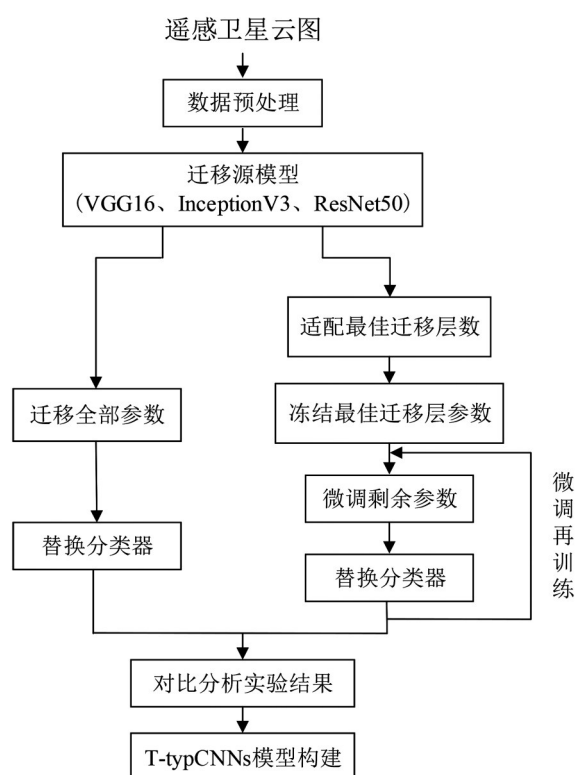 遥感卫星云图
数据预处理
迁移源模型
(VGG16、InceptionV3、ResNet50)
迁移全部参数
替换分类器
适配最佳迁移层数
冻结最佳迁移层参数
微调剩余参数
替换分类器
微调再训练
对比分析实验结果
T-typCNNs模型构建